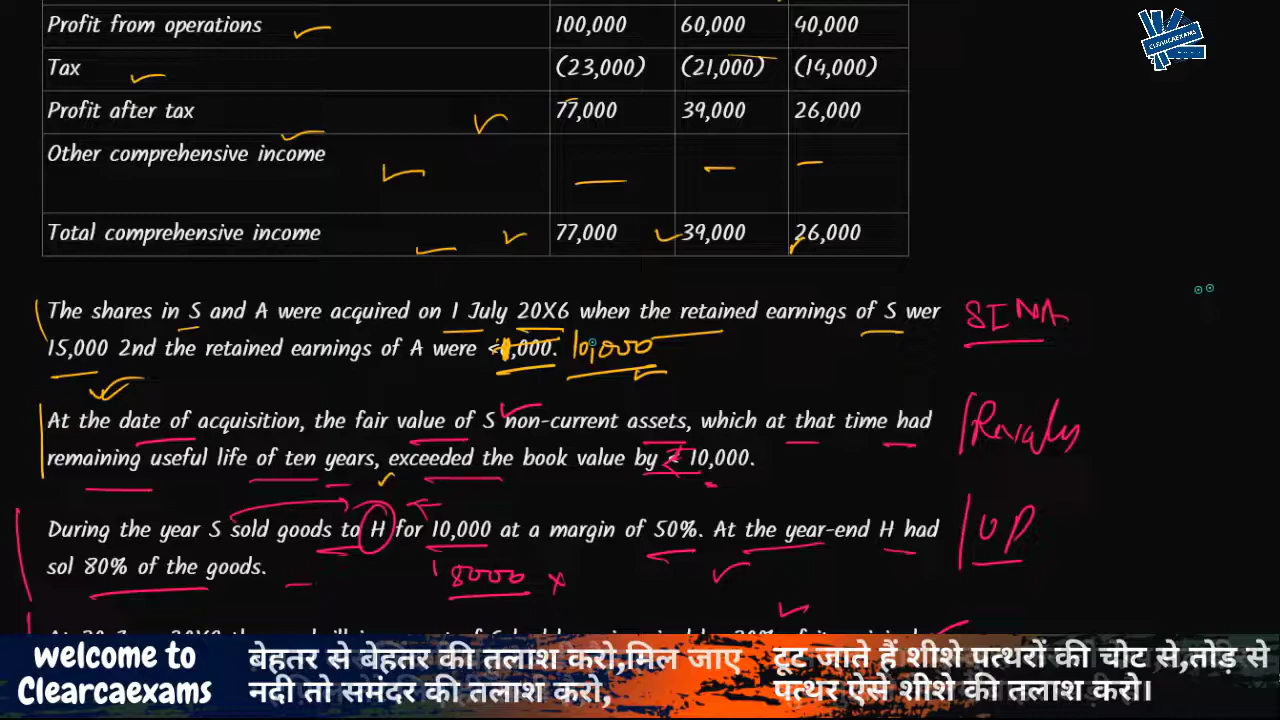 Profit from operations 100,000 60,000 40,000
CLEARCAEXAMS
Tax (23,000) (21,000) (14,000)
Profit after tax 77,000 39,000 26,000
Other comprehensive income
Total comprehensive income 77,000 39,000 26,000
The shares in S and A were acquired on 1 July 20X6 when the retained earnings of S wer
SINA
15,000 2nd the retained earnings of A were ,000. 10,000
At the date of acquisition, the fair value of S non-current assets, which at that time had
remaining useful life of ten years, exceeded the book value by ₹ 10,000.
During the year S sold goods to H for 10,000 at a margin of 50%. At the year-end H had
UP
sol 80% of the goods.
8000 x
welcome to
Clearcaexams
बेहतर से बेहतर की तलाश करो,मिल जाए
नदी तो समंदर की तलाश करो,
टूट जाते हैं शीशे पत्थरों की चोट से,तोड़ से
पत्थर ऐसे शीशे की तलाश करो।